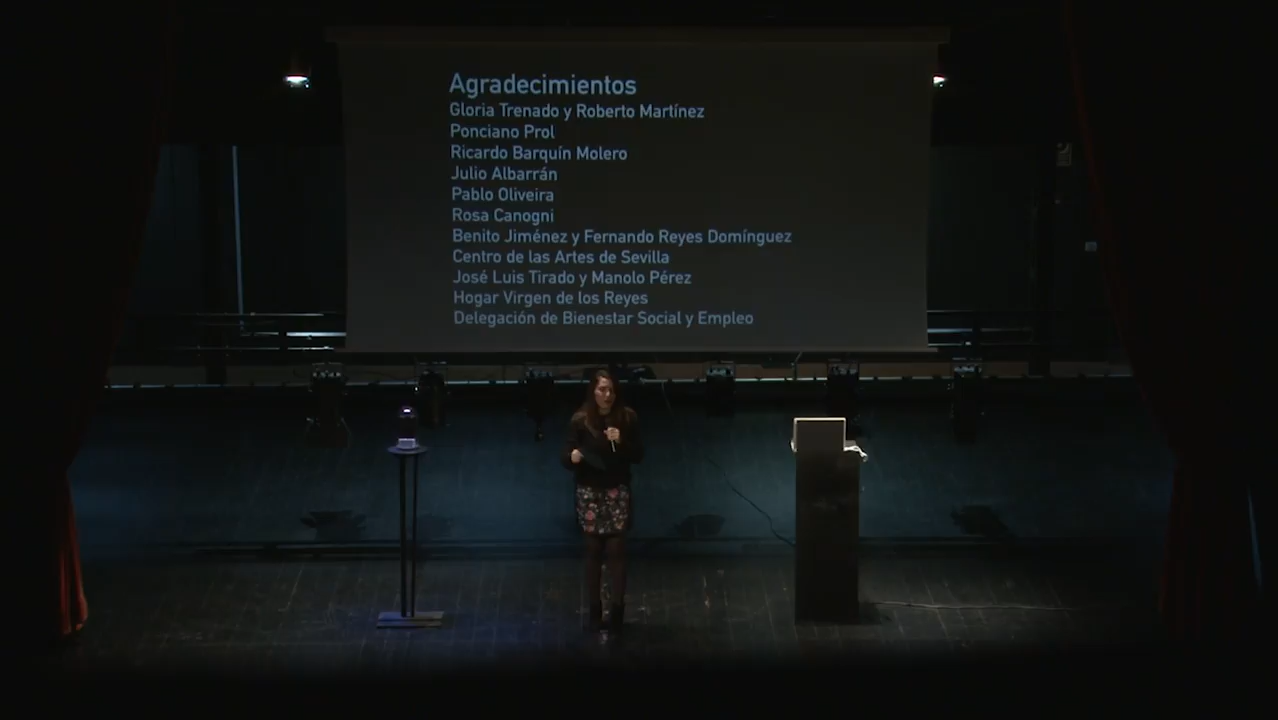 Agradecimientos
Gloria Trenado y Roberto Martínez
Ponciano Prol
Ricardo Barquín Molero
Julio Albarrán
Pablo Oliveira
Rosa Canogni
Benito Jiménez y Fernando Reyes Domínguez
Centro de las Artes de Sevilla
José Luis Tirado y Manolo Pérez
Hogar Virgen de los Reyes
Delegación de Bienestar Social y Empleo